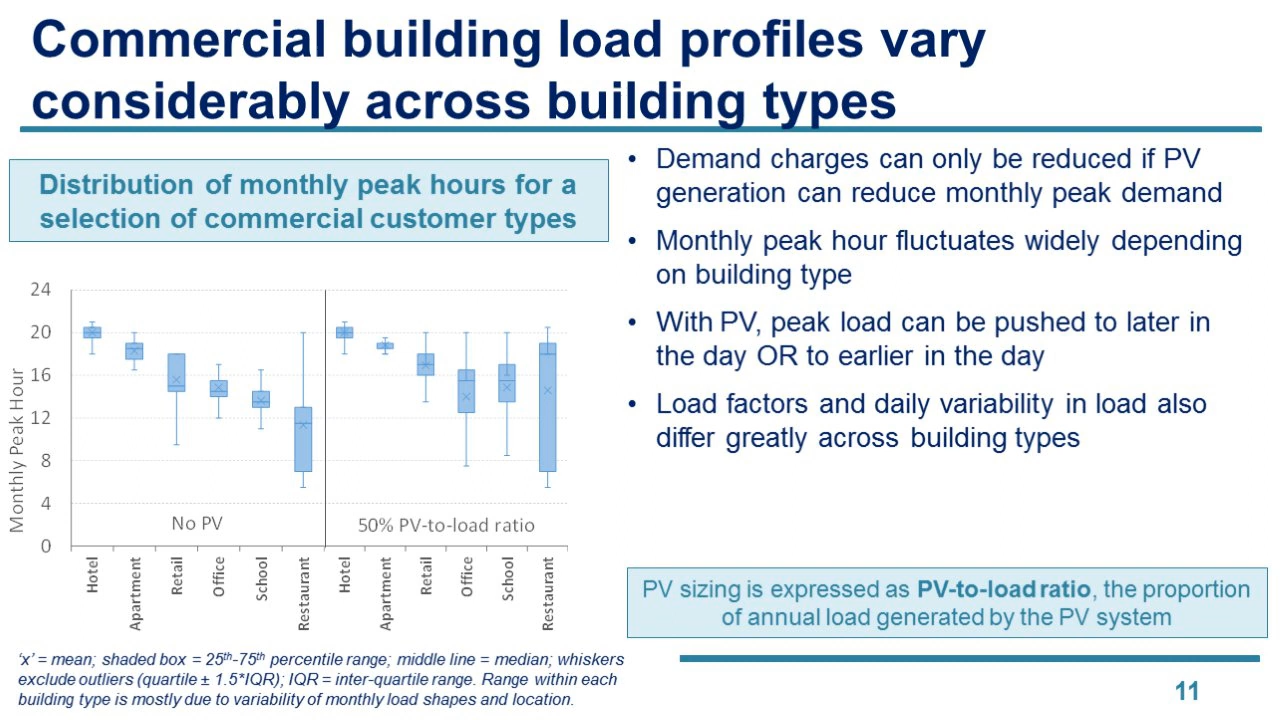 Commercial building load profiles vary
considerably across building types
Distribution of monthly peak hours for a
selection of commercial customer types
Monthly Peak Hour
24
20
16
12
8
4
0
No PV
50% PV-to-load ratio
Hotel
Apartment
Retail
Office
School
Restaurant
Hotel
Apartment
Retail
Office
School
Restaurant
‘x’ = mean; shaded box = 25th-75th percentile range; middle line = median; whiskers
exclude outliers (quartile ± 1.5*IQR); IQR = inter-quartile range. Range within each
building type is mostly due to variability of monthly load shapes and location.
• Demand charges can only be reduced if PV
generation can reduce monthly peak demand
• Monthly peak hour fluctuates widely depending
on building type
• With PV, peak load can be pushed to later in
the day OR to earlier in the day
• Load factors and daily variability in load also
differ greatly across building types
PV sizing is expressed as PV-to-load ratio, the proportion
of annual load generated by the PV system
11